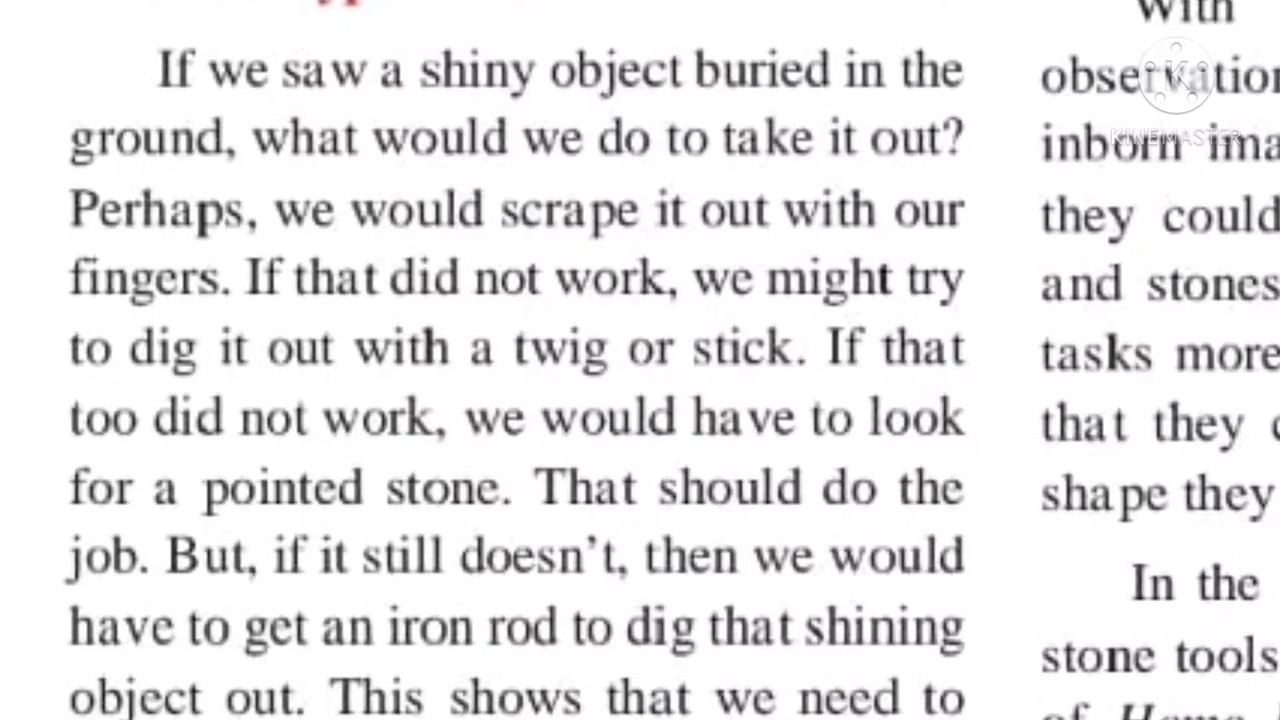 If we saw a shiny object buried in the
ground, what would we do to take it out?
Perhaps, we would scrape it out with our
fingers. If that did not work, we might try
to dig it out with a twig or stick. If that
too did not work, we would have to look
for a pointed stone. That should do the
job. But, if it still doesn't, then we would
have to get an iron rod to dig that shining
object out. This shows that we need to
With
observation
inborn ima
they could
and stones
tasks more
that they
shape they
In the
stone tools
of
KINEMASTER